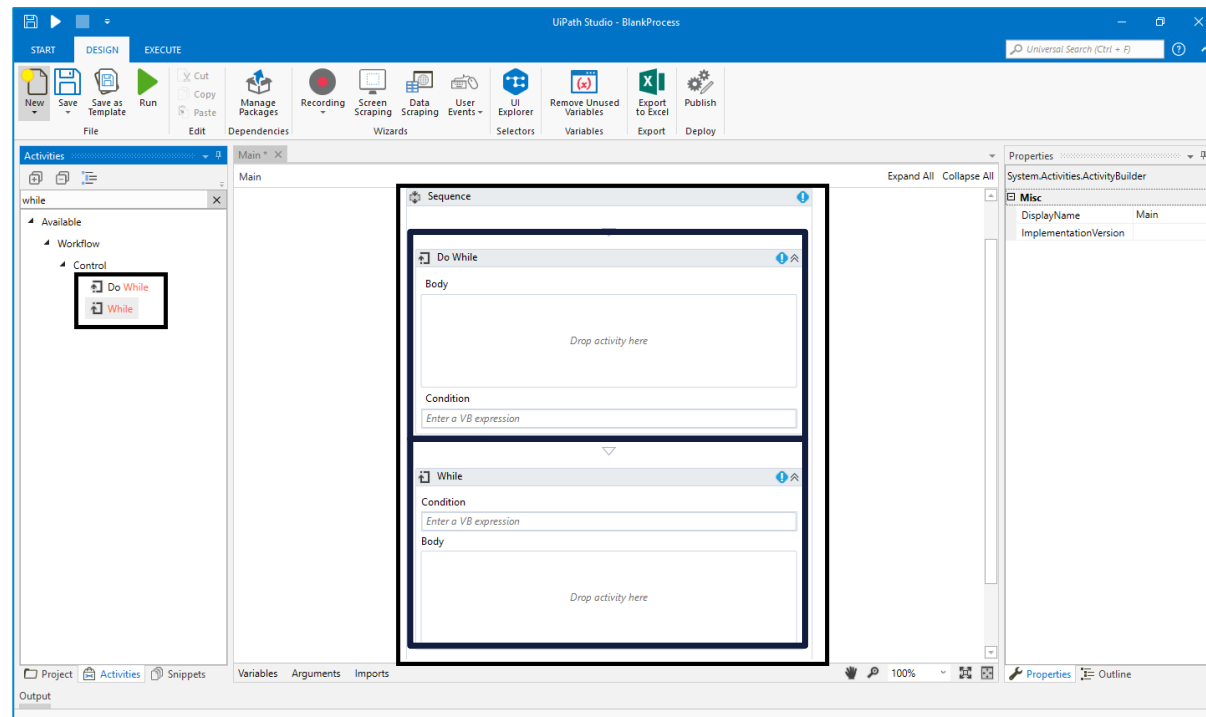 UiPath Studio - BlankProcess
START DESIGN EXECUTE
Universal Search (Ctrl + F)
New Save Save as Template Run
Cut
Copy
Paste
Manage Packages
Recording
Screen Scraping
Data Scraping
User Events
UI Explorer
Remove Unused Variables
Export to Excel
Publish
File Edit Dependencies Wizards Selectors Variables Export Deploy
Activities
while
Available
Workflow
Control
Do While
While
Main *
Main
Expand All Collapse All
Sequence
Do While
Body
Drop activity here
Condition
Enter a VB expression
While
Condition
Enter a VB expression
Body
Drop activity here
Properties
System.Activities.ActivityBuilder
Misc
DisplayName Main
ImplementationVersion
Project Activities Snippets
Variables Arguments Imports
100%
Properties Outline
Output